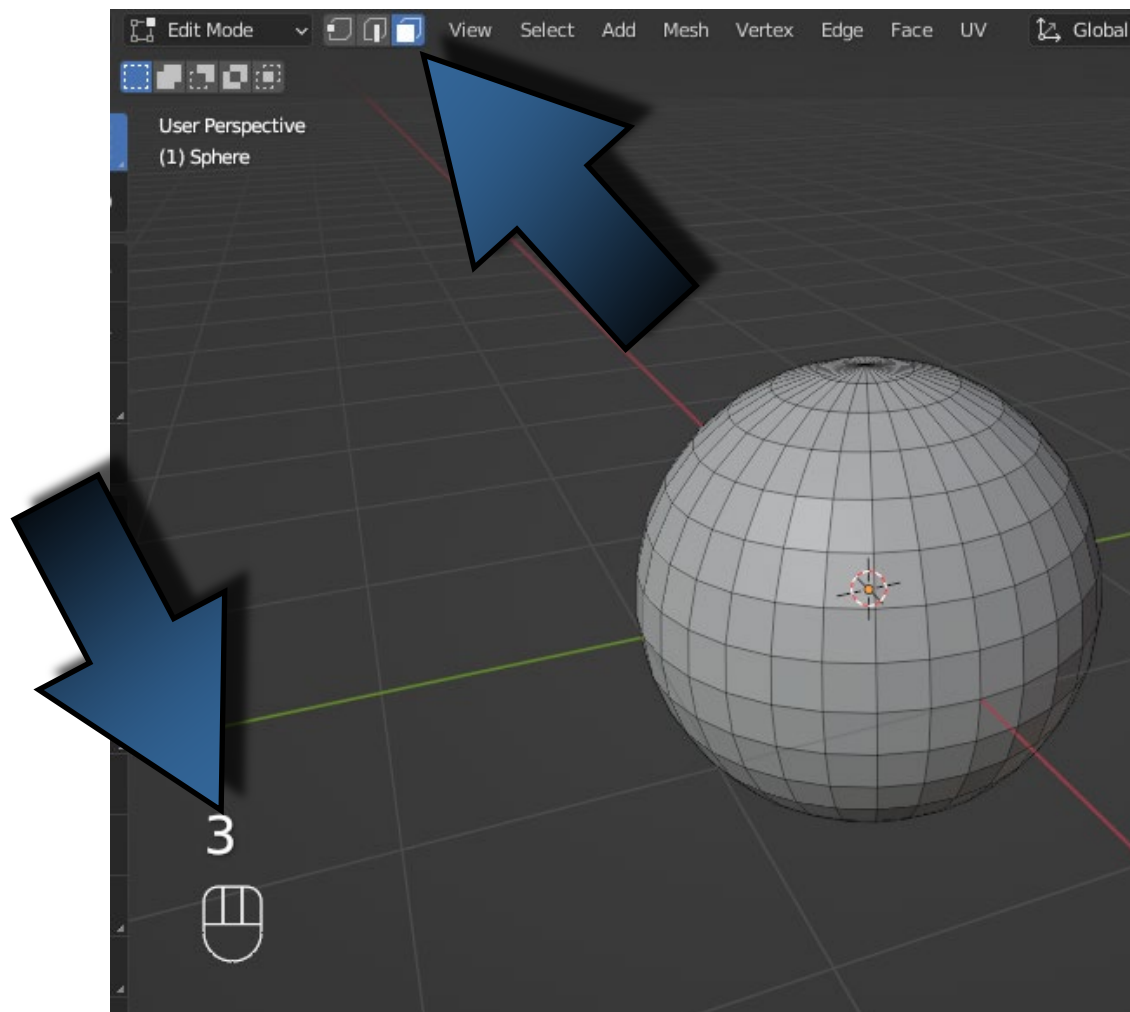 Edit Mode View Select Add Mesh Vertex Edge Face UV Global
User Perspective
(1) Sphere
3